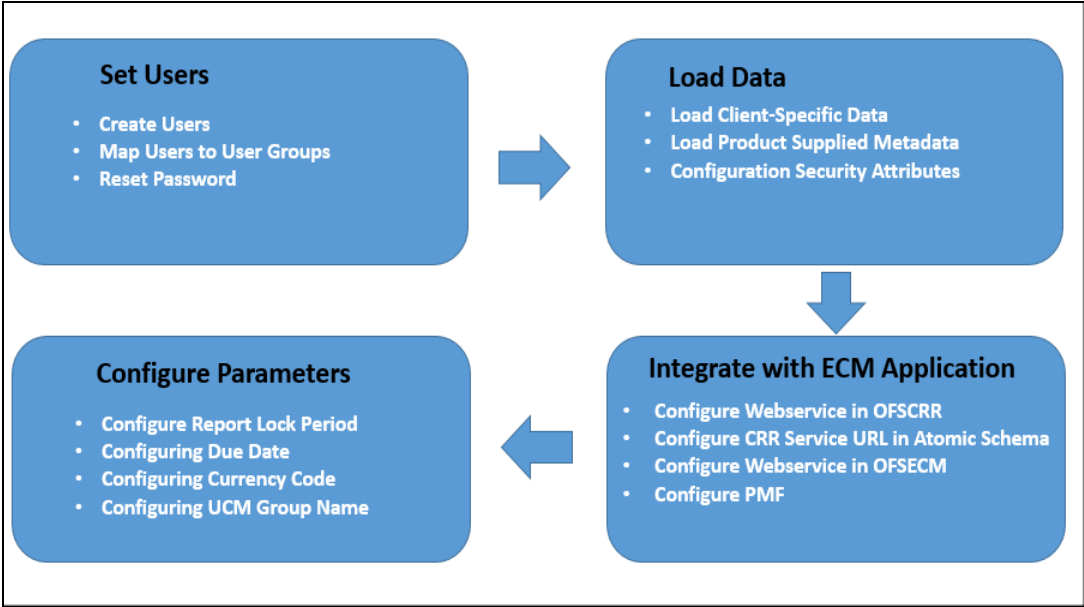 Set Users
• Create Users
• Map Users to User Groups
• Reset Password
Load Data
• Load Client-Specific Data
• Load Product Supplied Metadata
• Configuration Security Attributes
Integrate with ECM Application
• Configure Webservice in OFSCRR
• Configure CRR Service URL in Atomic Schema
• Configure Webservice in OFSECM
• Configure PMF
Configure Parameters
• Configure Report Lock Period
• Configuring Due Date
• Configuring Currency Code
• Configuring UCM Group Name